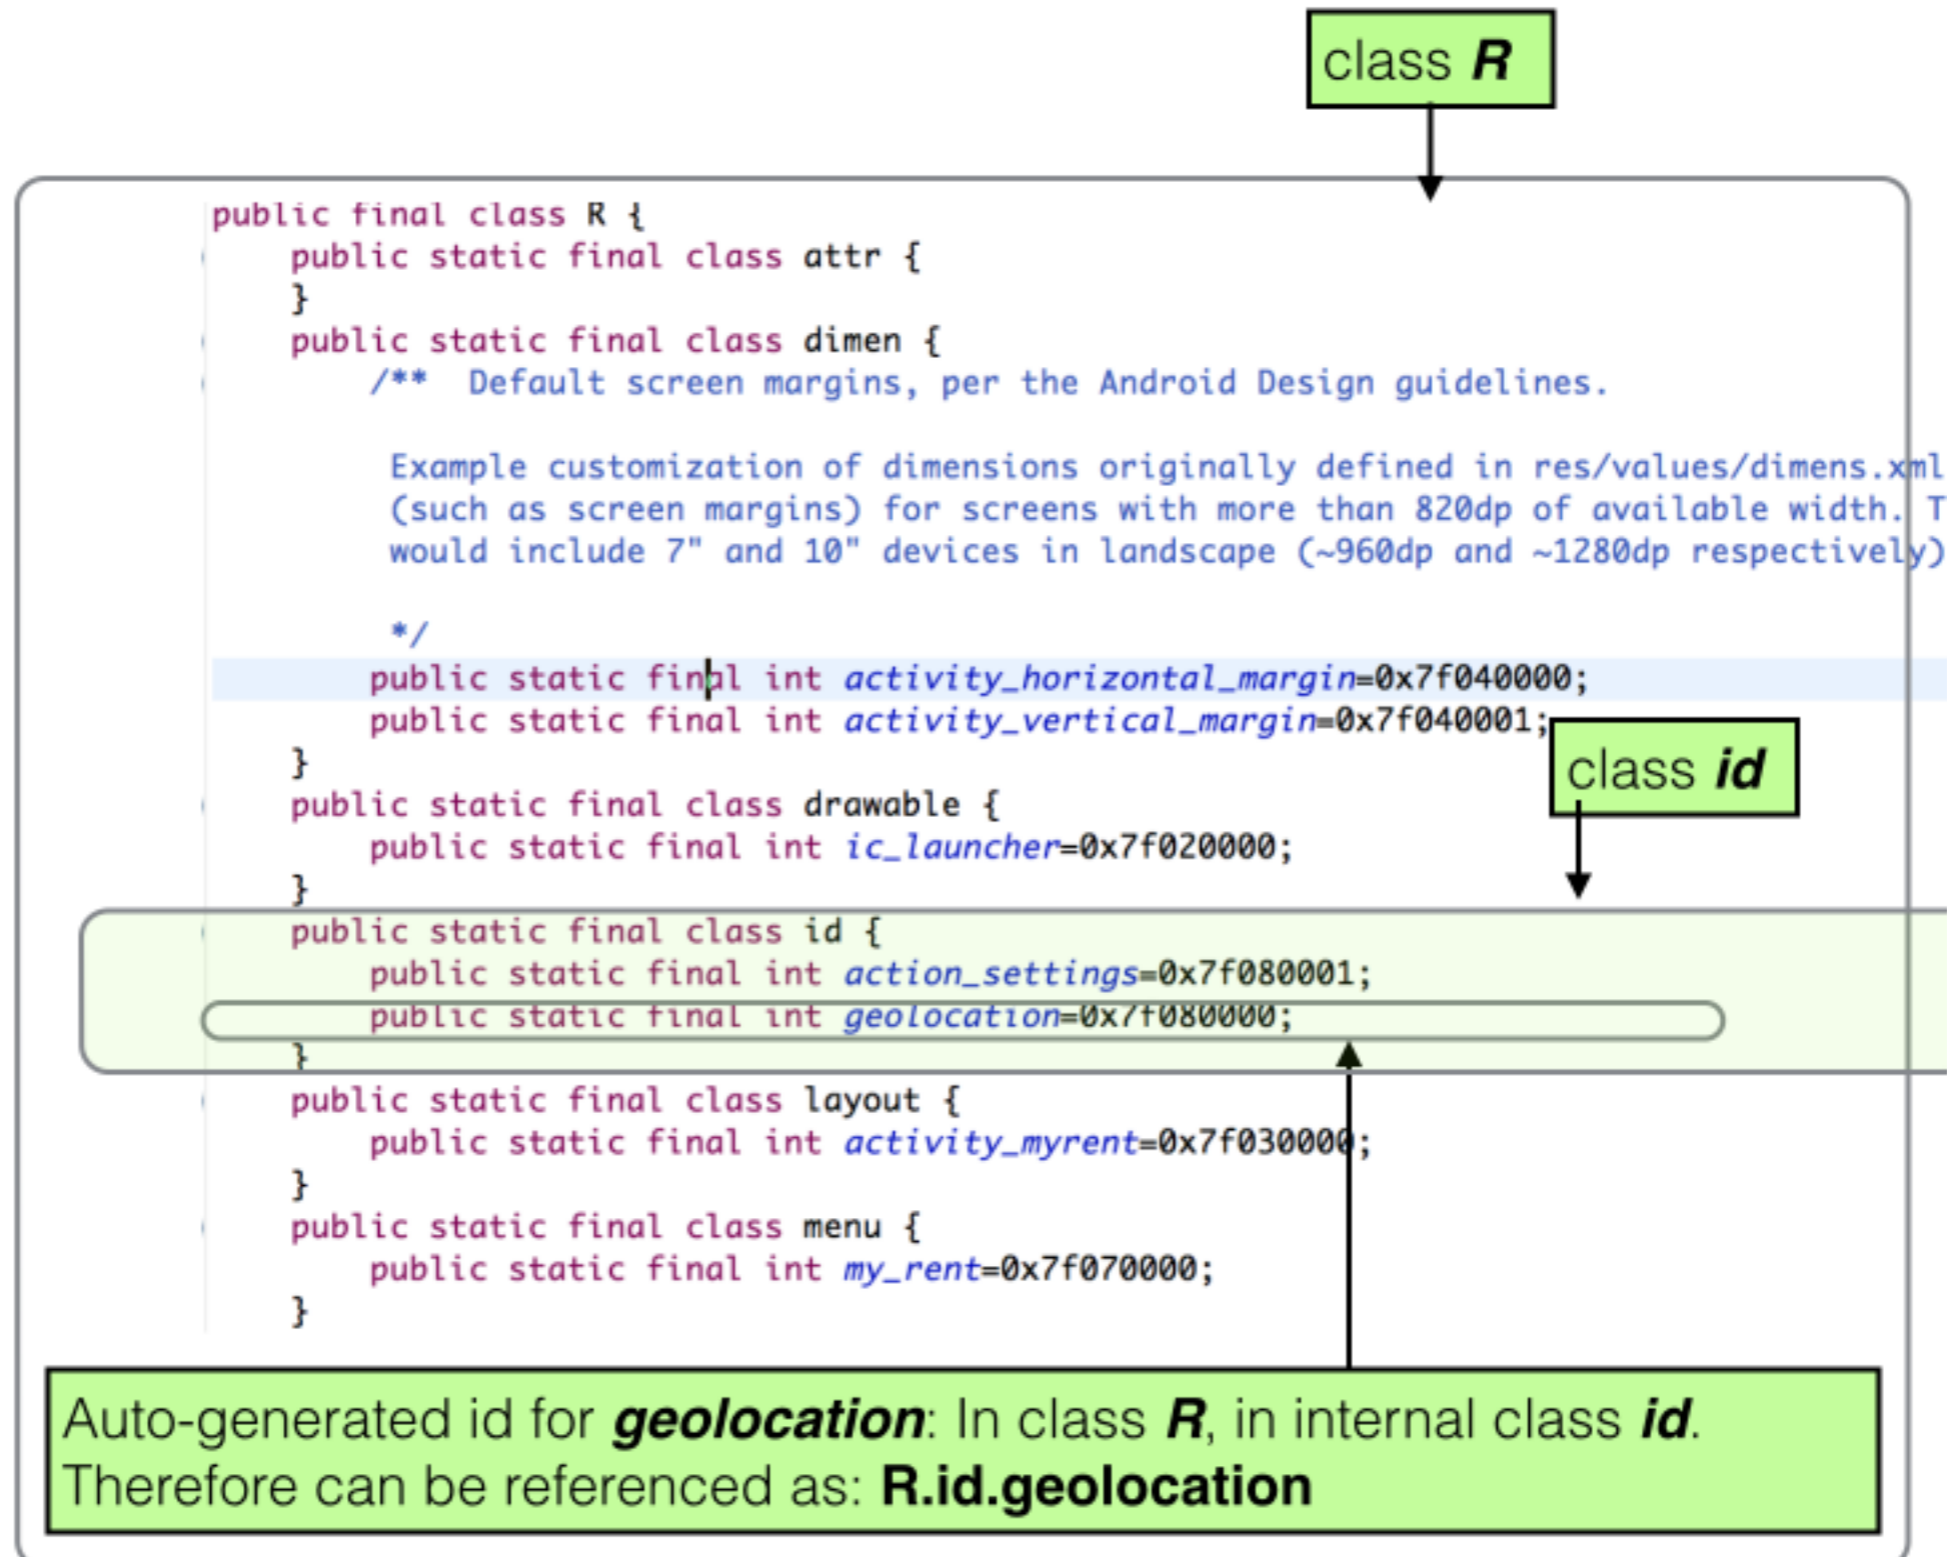 class R
public final class R {
public static final class attr {
}
public static final class dimen {
/**  Default screen margins, per the Android Design guidelines.
Example customization of dimensions originally defined in res/values/dimens.xml
(such as screen margins) for screens with more than 820dp of available width. T
would include 7" and 10" devices in landscape (~960dp and ~1280dp respectively)
*/
public static final int activity_horizontal_margin=0x7f040000;
public static final int activity_vertical_margin=0x7f040001;
}
class id
public static final class drawable {
public static final int ic_launcher=0x7f020000;
}
public static final class id {
public static final int action_settings=0x7f080001;
public static final int geolocation=0x7f080000;
}
public static final class layout {
public static final int activity_myrent=0x7f030000;
}
public static final class menu {
public static final int my_rent=0x7f070000;
}
Auto-generated id for geolocation: In class R, in internal class id.
Therefore can be referenced as: R.id.geolocation